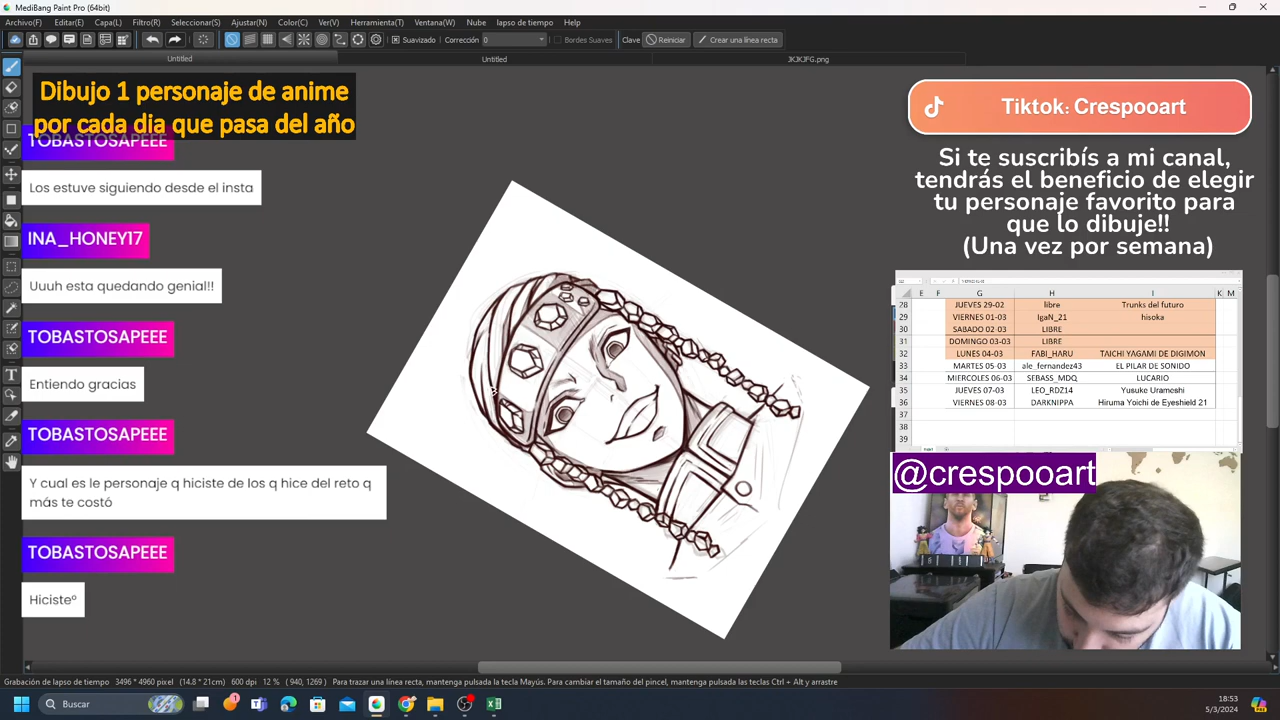 MediBang Paint Pro (64bit)
Archivo(F) Editar(E) Capa(L) Filtro(R) Seleccionar(S) Ajustar(N) Color(C) Ver(V) Herramienta(T) Ventana(W) Nube lapso de tiempo Help
Suavizado Corrección 0 Bordes Suaves Clave Reiniciar Crear una línea recta
Untitled Untitled JKJKJFG.png
Dibujo 1 personaje de anime
por cada dia que pasa del año
TOBASTOSAPEEE
Los estuve siguiendo desde el insta
INA_HONEY17
Uuuh esta quedando genial!!
TOBASTOSAPEEE
Entiendo gracias
TOBASTOSAPEEE
Y cual es le personaje q hiciste de los q hice del reto q
más te costó
TOBASTOSAPEEE
Hicisteº
Tiktok: Crespooart
Si te suscribís a mi canal,
tendrás el beneficio de elegir
tu personaje favorito para
que lo dibuje!!
(Una vez por semana)
E F G H I K M
28 JUEVES 29-02 libre Trunks del futuro
29 VIERNES 01-03 IgaN_21 hisoka
30 SABADO 02-03 LIBRE
31 DOMINGO 03-03 LIBRE
32 LUNES 04-03 FABI_HARU TAICHI YAGAMI DE DIGIMON
33 MARTES 05-03 ale_fernandez43 EL PILAR DE SONIDO
34 MIERCOLES 06-03 SEBASS_MDQ LUCARIO
35 JUEVES 07-03 LEO_RDZ14 Yusuke Urameshi
36 VIERNES 08-03 DARKNIPPA Hiruma Yoichi de Eyeshield 21
37
38
39
@crespooart
Grabación de lapso de tiempo 3496 * 4960 pixel (14.8 * 21cm) 600 dpi 12 % ( 940, 1269 ) Para trazar una línea recta, mantenga pulsada la tecla Mayús. Para cambiar el tamaño del pincel, mantenga pulsadas las teclas Ctrl + Alt y arrastre
Buscar
18:53
5/3/2024